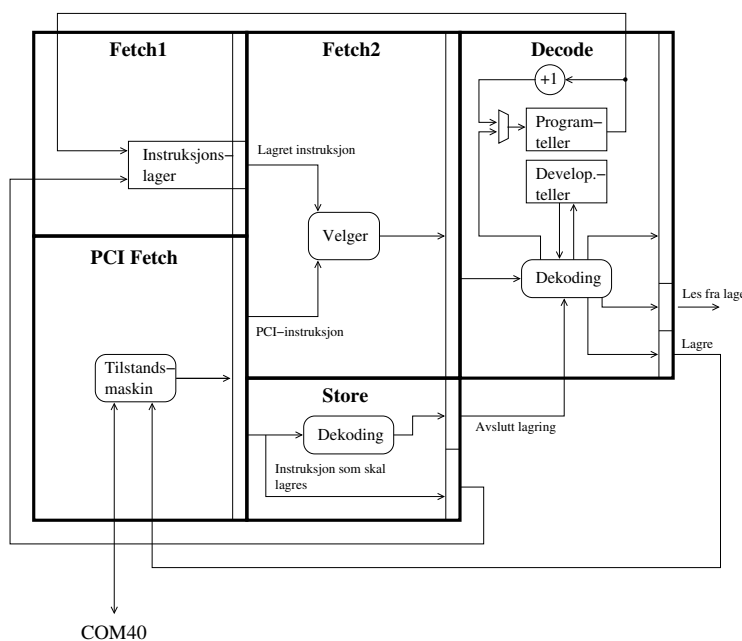 Fetch1
Fetch2
Decode
+1
Program−
teller
Instruksjons−
lager
Lagret instruksjon
Develop.−
teller
Velger
PCI Fetch
Dekoding
Les fra lage
PCI−instruksjon
Lagre
Tilstands−
maskin
Store
Dekoding
Avslutt lagring
Instruksjon som skal
lagres
COM40